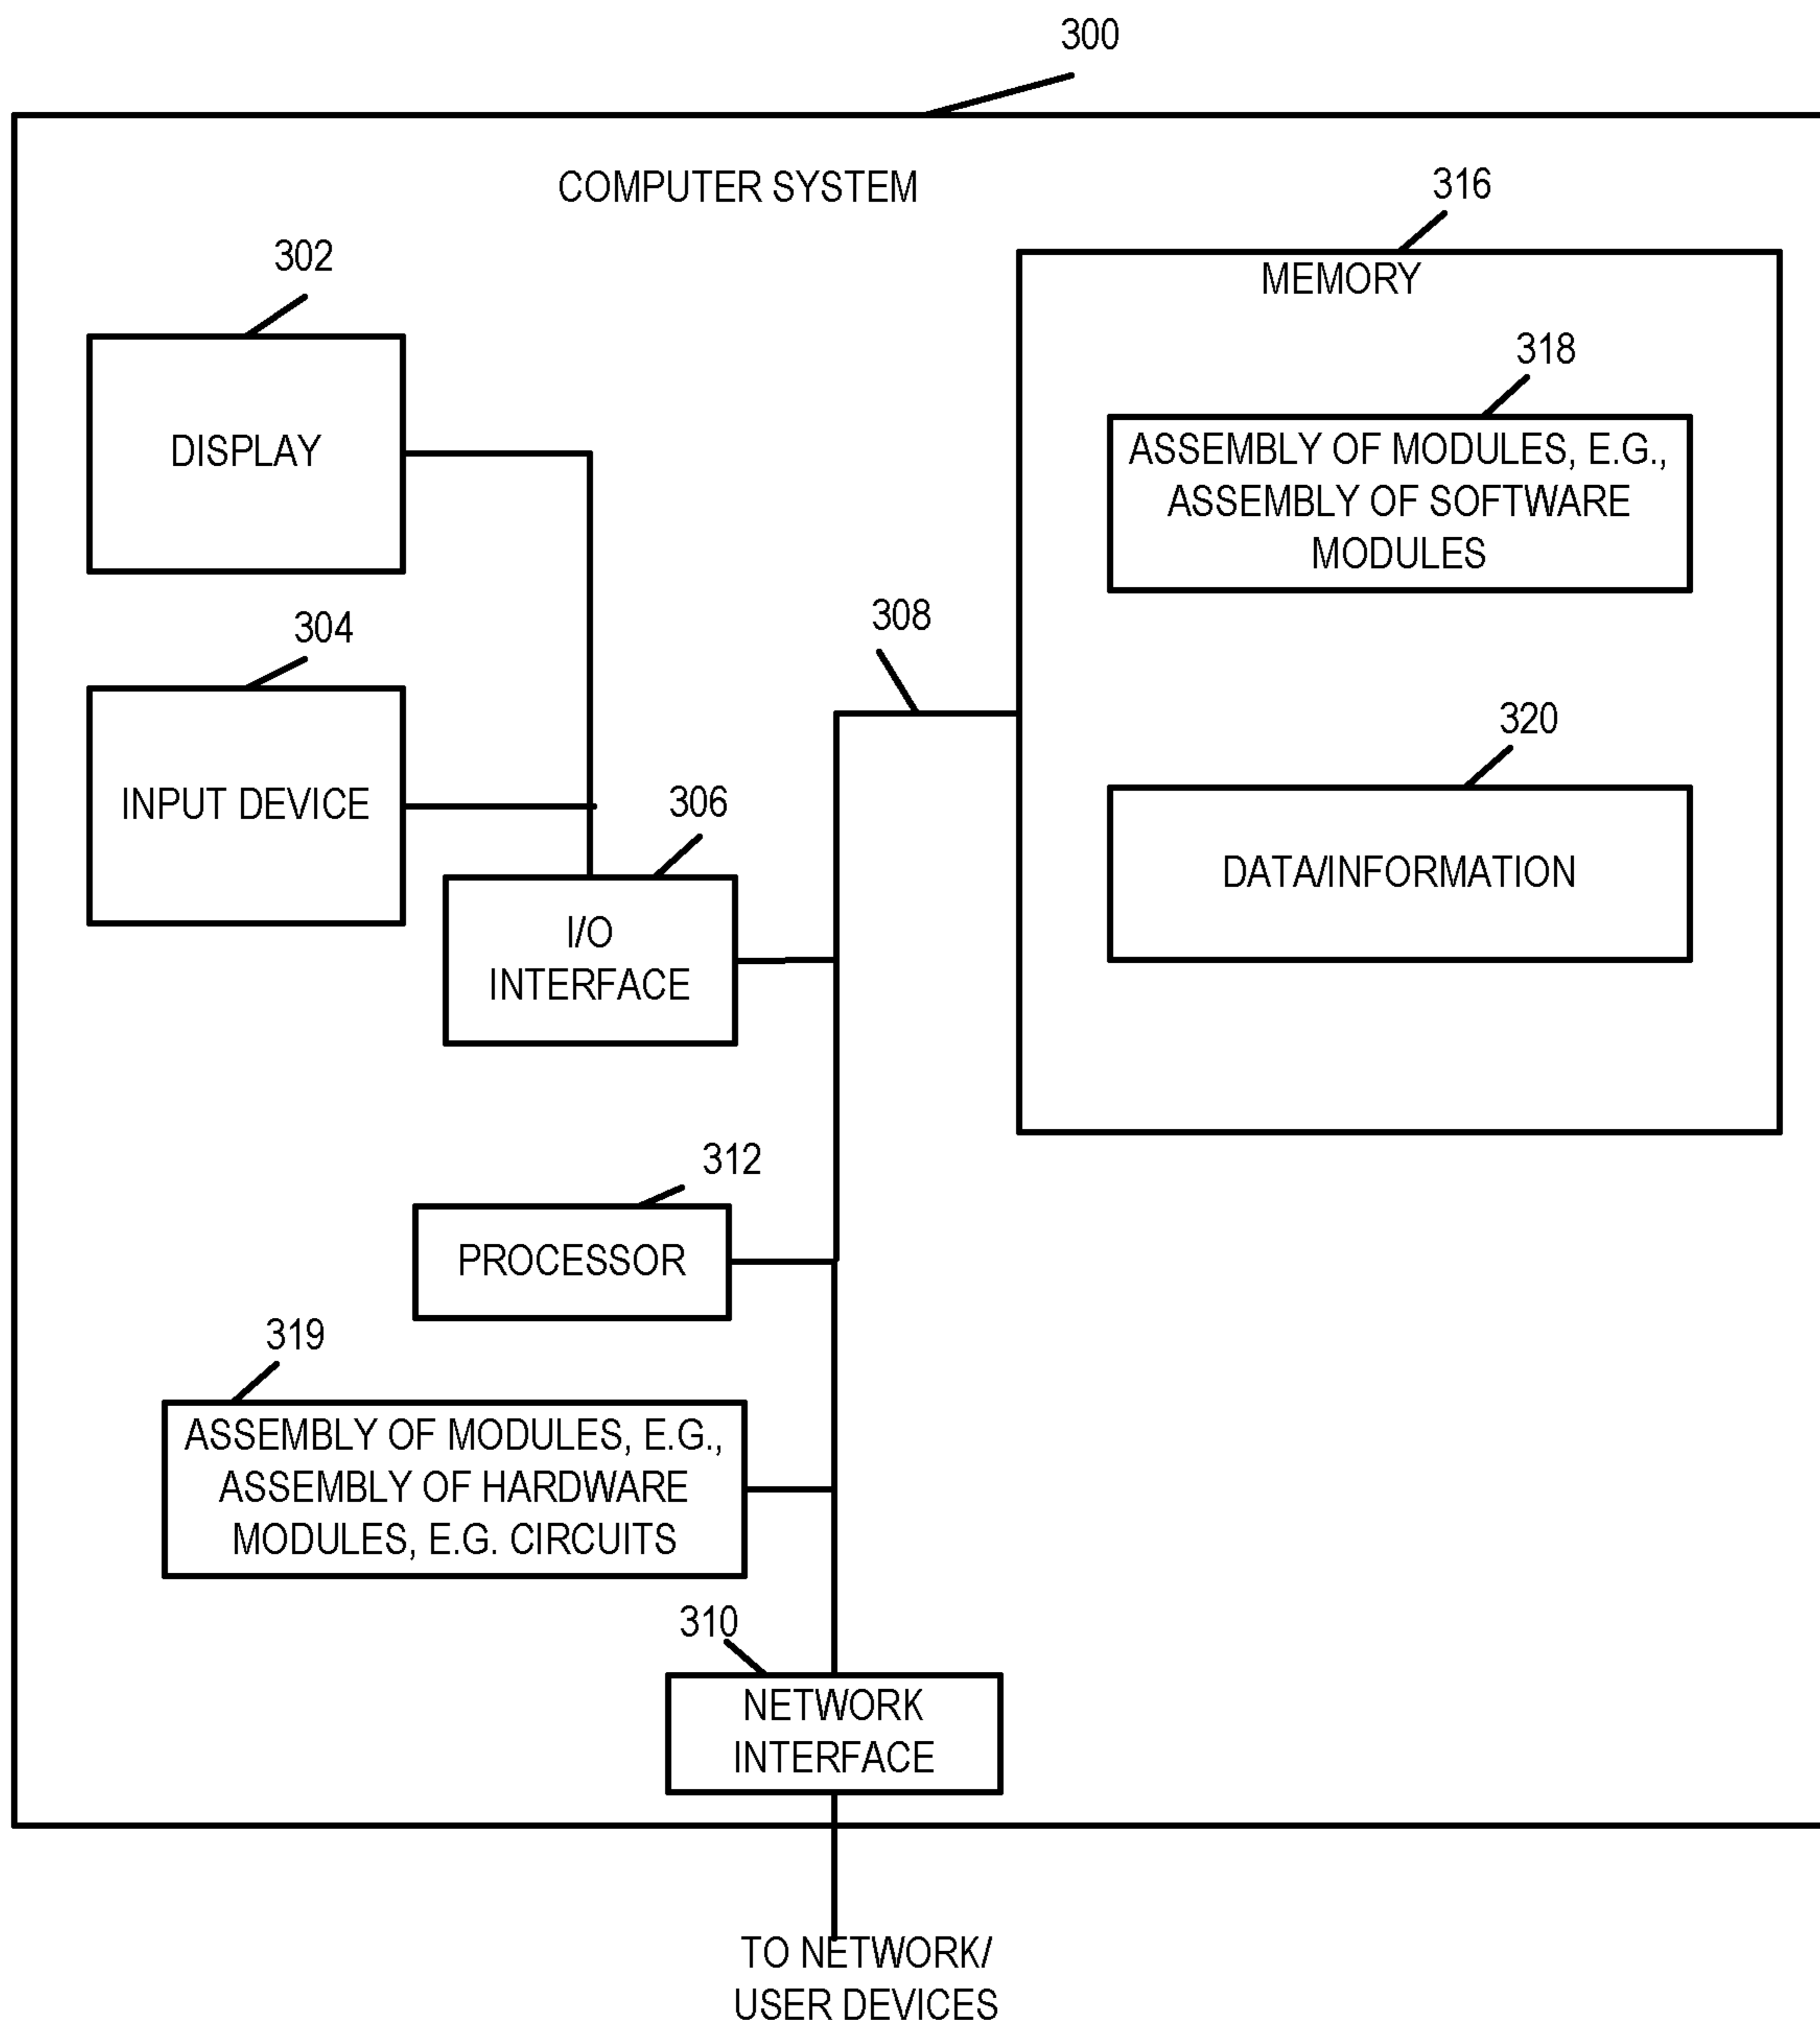 300
COMPUTER SYSTEM
316
MEMORY
302
DISPLAY
318
ASSEMBLY OF MODULES, E.G.,
ASSEMBLY OF SOFTWARE
MODULES
304
INPUT DEVICE
308
306
I/O
INTERFACE
320
DATA/INFORMATION
312
PROCESSOR
319
ASSEMBLY OF MODULES, E.G.,
ASSEMBLY OF HARDWARE
MODULES, E.G. CIRCUITS
310
NETWORK
INTERFACE
TO NETWORK/
USER DEVICES